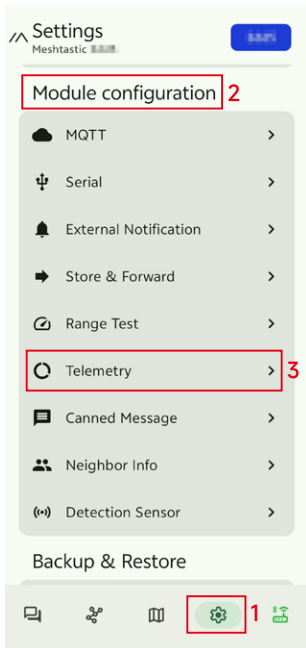 Settings
Meshtastic
Module configuration 2
MQTT
Serial
External Notification
Store & Forward
Range Test
Telemetry 3
Canned Message
Neighbor Info
Detection Sensor
Backup & Restore
1